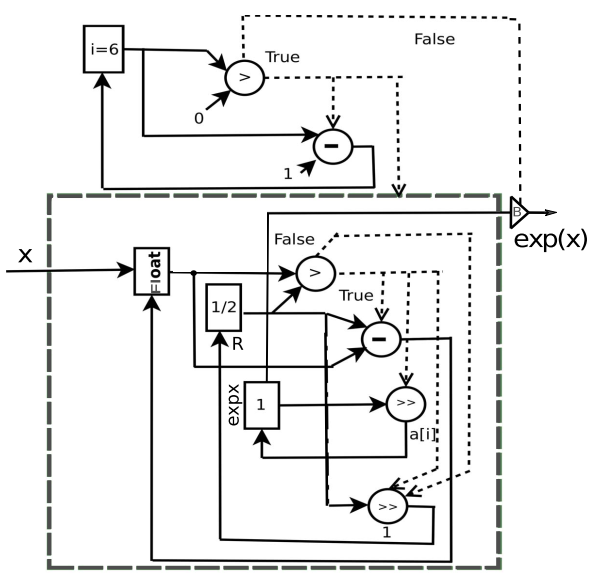 i=6
>
True
False
0
-
1
B
exp(x)
x
Float
False
>
True
1/2
R
-
expx
1
>>
a[i]
>>
1